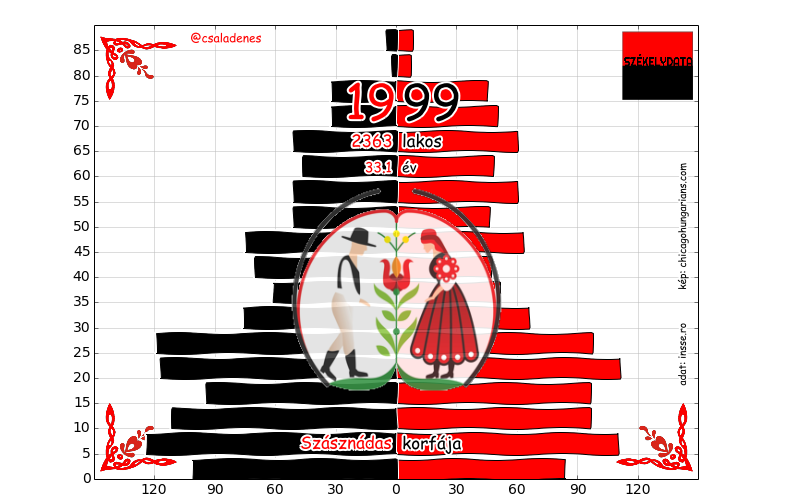 @csaladenes
SZÉKELYDATA
1999
2363 lakos
33.1 év
kép: chicagohungarians.com
adat: insse.ro
Szásznádas korfája
85
80
75
70
65
60
55
50
45
40
35
30
25
20
15
10
5
0
120 90 60 30 0 30 60 90 120